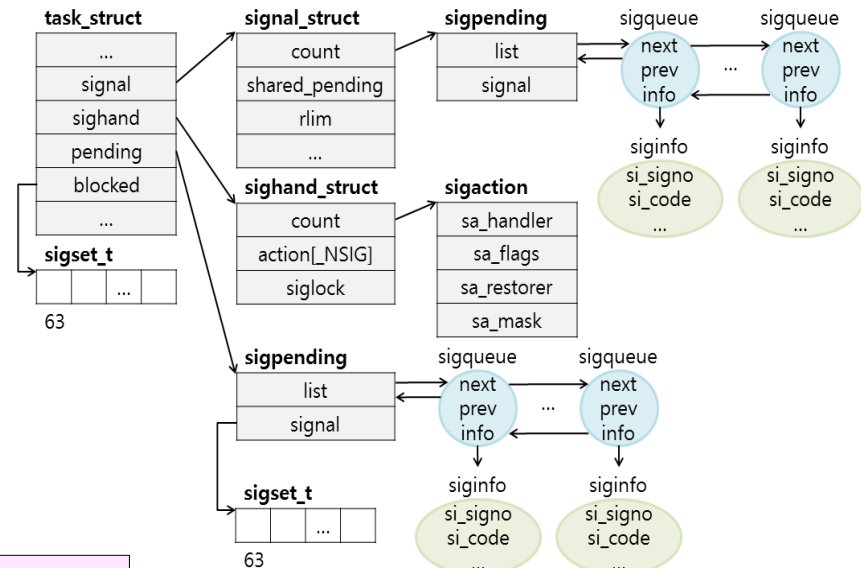 task_struct
...
signal
sighand
pending
blocked
...
sigset_t
...
63
signal_struct
count
shared_pending
rlim
...
sighand_struct
count
action[_NSIG]
siglock
sigpending
list
signal
sigaction
sa_handler
sa_flags
sa_restorer
sa_mask
sigqueue
next
prev
info
...
sigqueue
next
prev
info
siginfo
si_signo
si_code
...
siginfo
si_signo
si_code
...
sigpending
list
signal
sigset_t
...
63
sigqueue
next
prev
info
...
sigqueue
next
prev
info
siginfo
si_signo
si_code
...
siginfo
si_signo
si_code
...